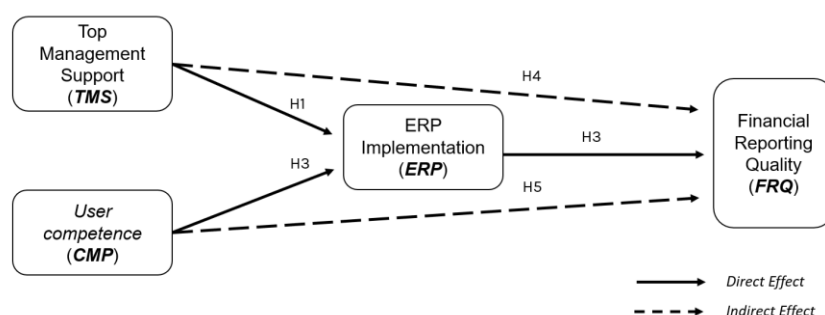 Top
Management
Support
(TMS)
H4
H1
ERP
Implementation
(ERP)
H3
Financial
Reporting
Quality
(FRQ)
H3
User
competence
(CMP)
H5
Direct Effect
Indirect Effect